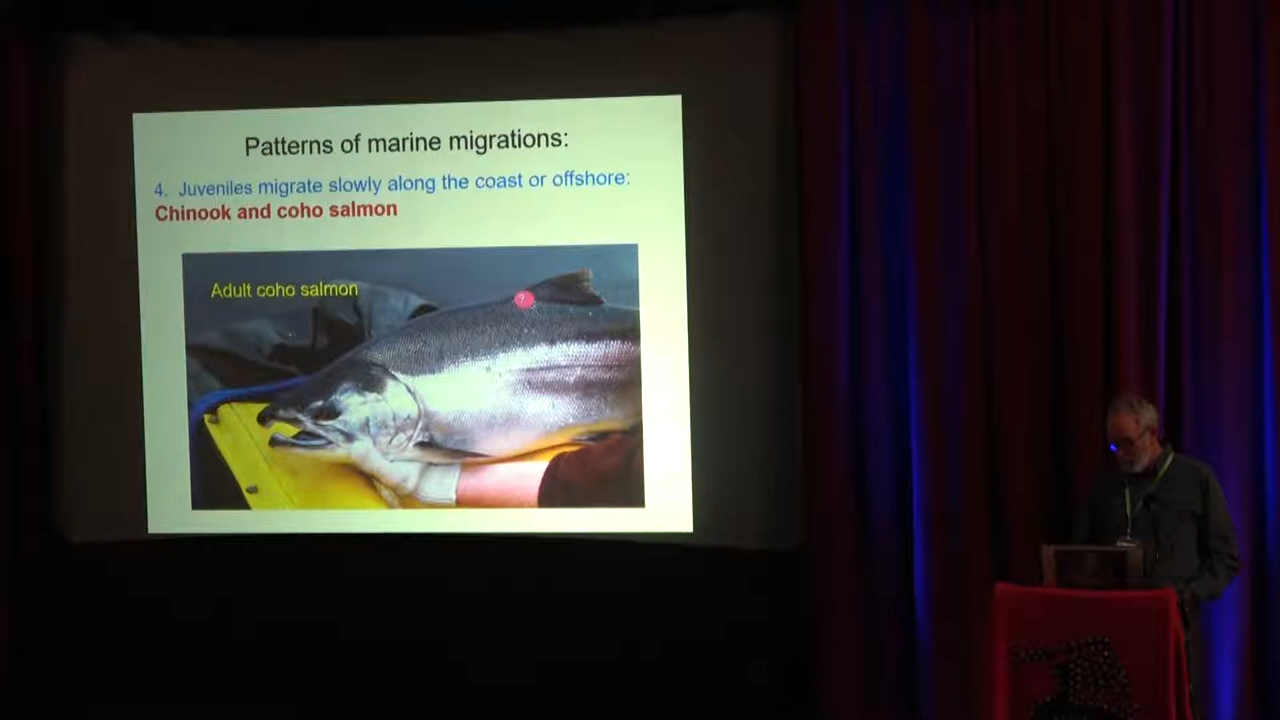 Patterns of marine migrations:
4. Juveniles migrate slowly along the coast or offshore:
Chinook and coho salmon
Adult coho salmon
?